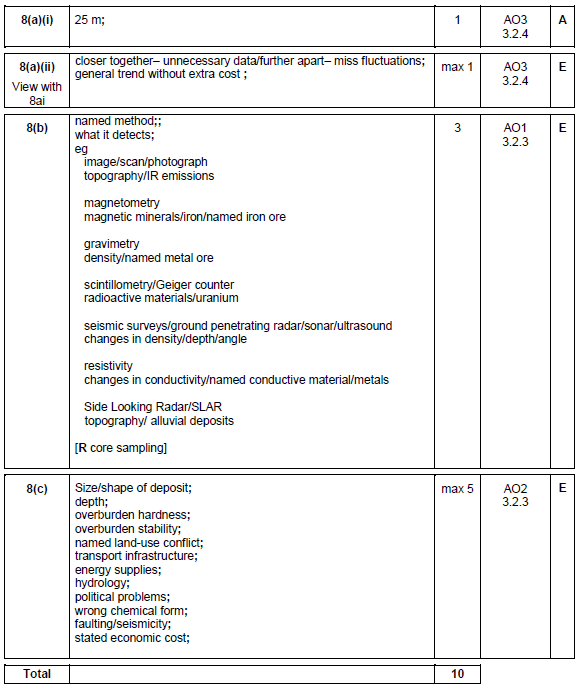 8(a)(i) 25 m; 1 AO3 A
3.2.4
8(a)(ii) closer together– unnecessary data/further apart– miss fluctuations; max 1 AO3 E
View with general trend without extra cost ; 3.2.4
8ai
8(b) named method;; 3 AO1 E
what it detects; 3.2.3
eg
image/scan/photograph
topography/IR emissions
magnetometry
magnetic minerals/iron/named iron ore
gravimetry
density/named metal ore
scintillometry/Geiger counter
radioactive materials/uranium
seismic surveys/ground penetrating radar/sonar/ultrasound
changes in density/depth/angle
resistivity
changes in conductivity/named conductive material/metals
Side Looking Radar/SLAR
topography/ alluvial deposits
[R core sampling]
8(c) Size/shape of deposit; max 5 AO2 E
depth; 3.2.3
overburden hardness;
overburden stability;
named land-use conflict;
transport infrastructure;
energy supplies;
hydrology;
political problems;
wrong chemical form;
faulting/seismicity;
stated economic cost;
Total 10